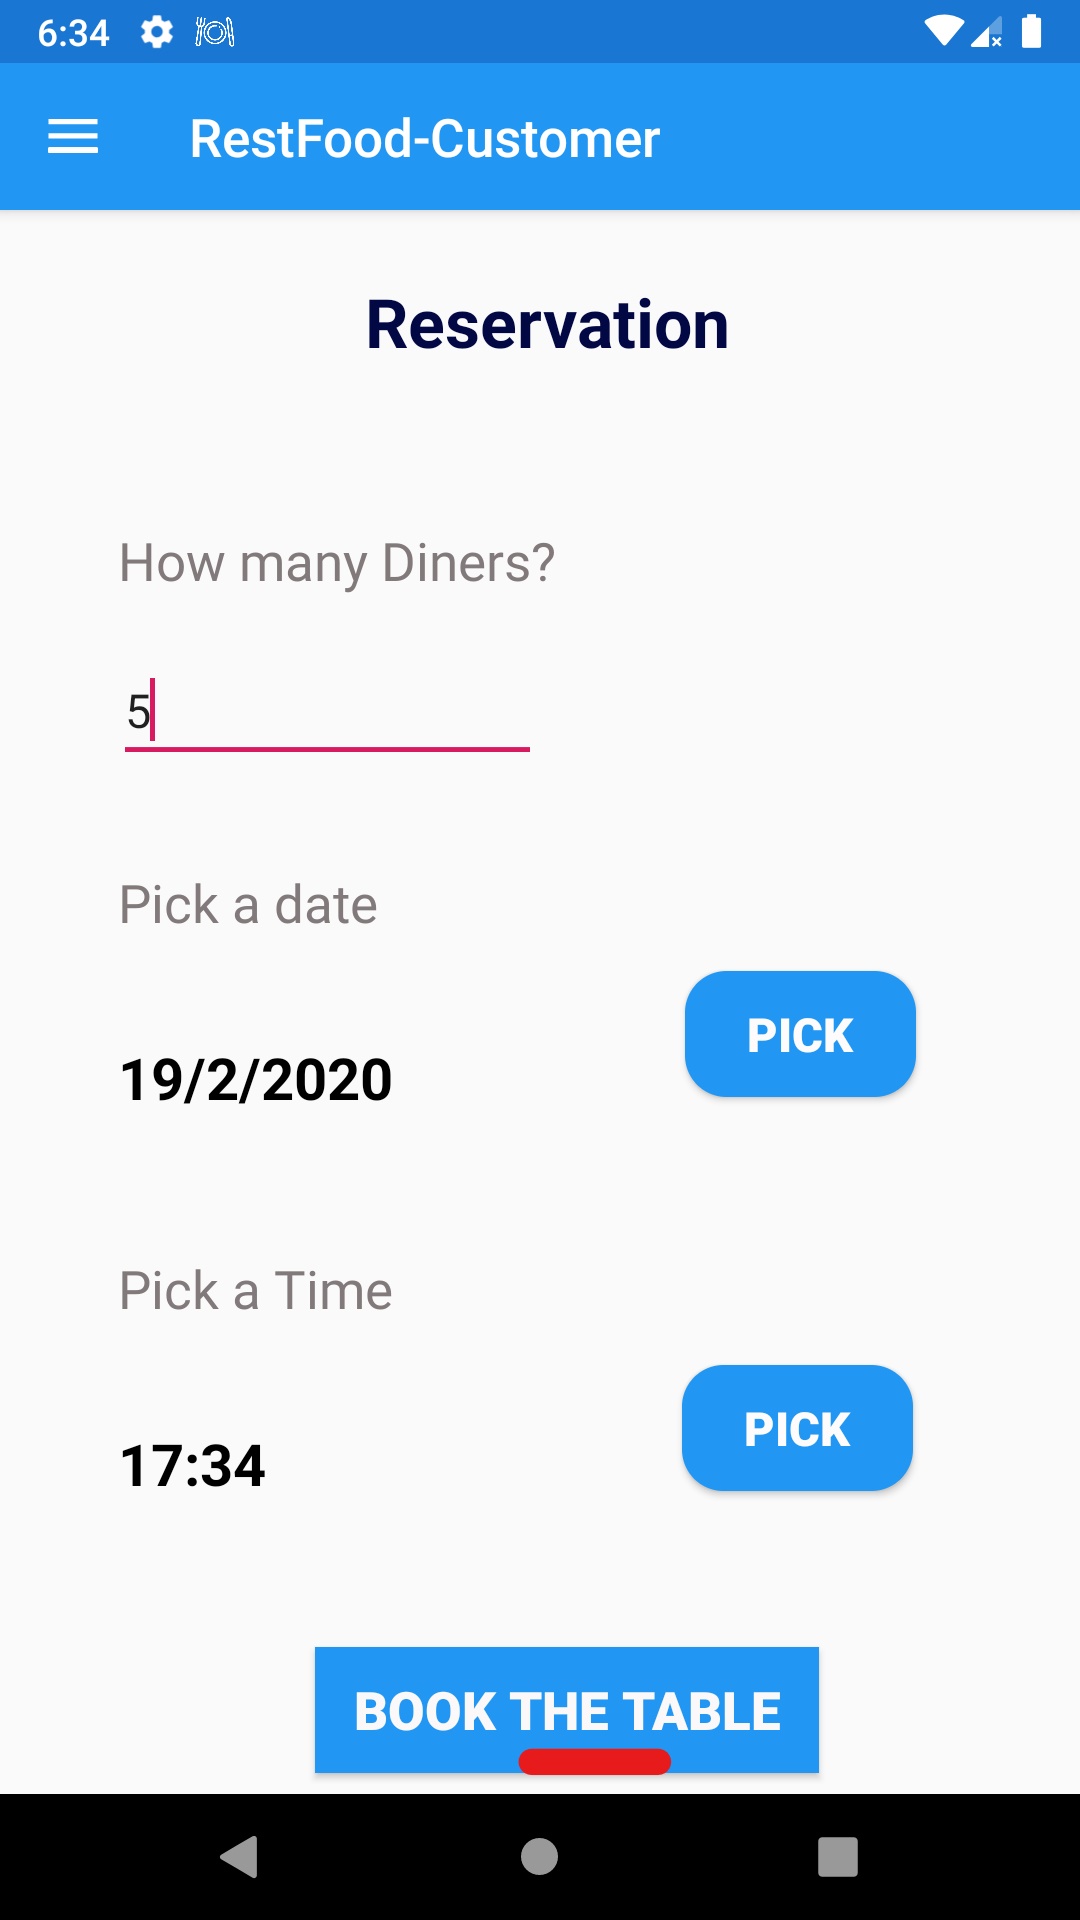 6:34
RestFood-Customer
Reservation
How many Diners?
5
Pick a date
PICK
19/2/2020
Pick a Time
PICK
17:34
BOOK THE TABLE